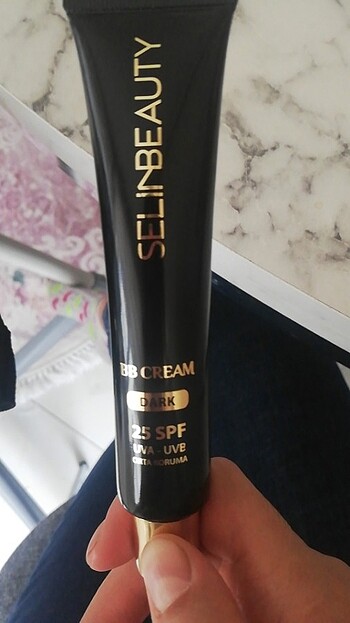 SELINBEAUTY
BB CREAM
DARK
25 SPF
UVA - UVB
ORTA KORUMA